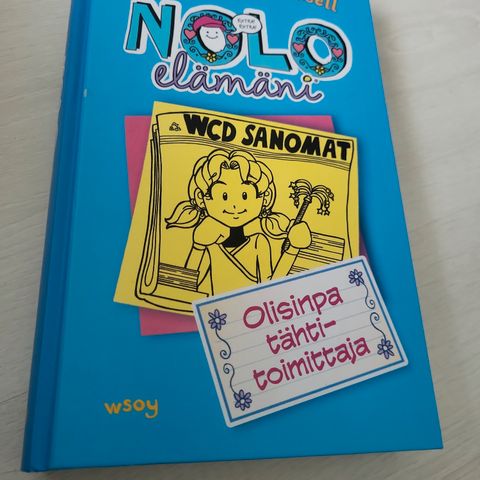 NOLO
EXTRA! EXTRA!
elämäni
WCD SANOMAT
Olisinpa
tähti-
toimittaja
wsoy